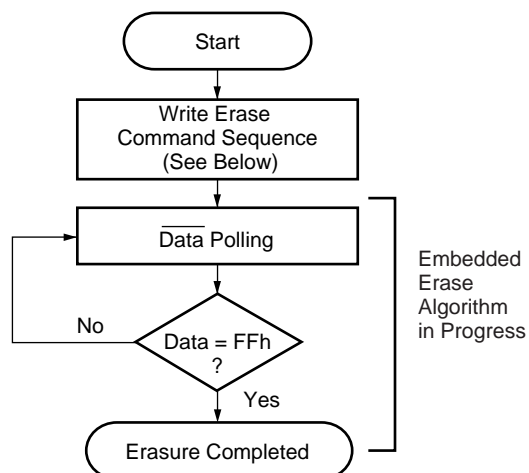 Start
Write Erase
Command Sequence
(See Below)
Data Polling
Embedded
Erase
Algorithm
in Progress
No
Data = FFh
?
Yes
Erasure Completed